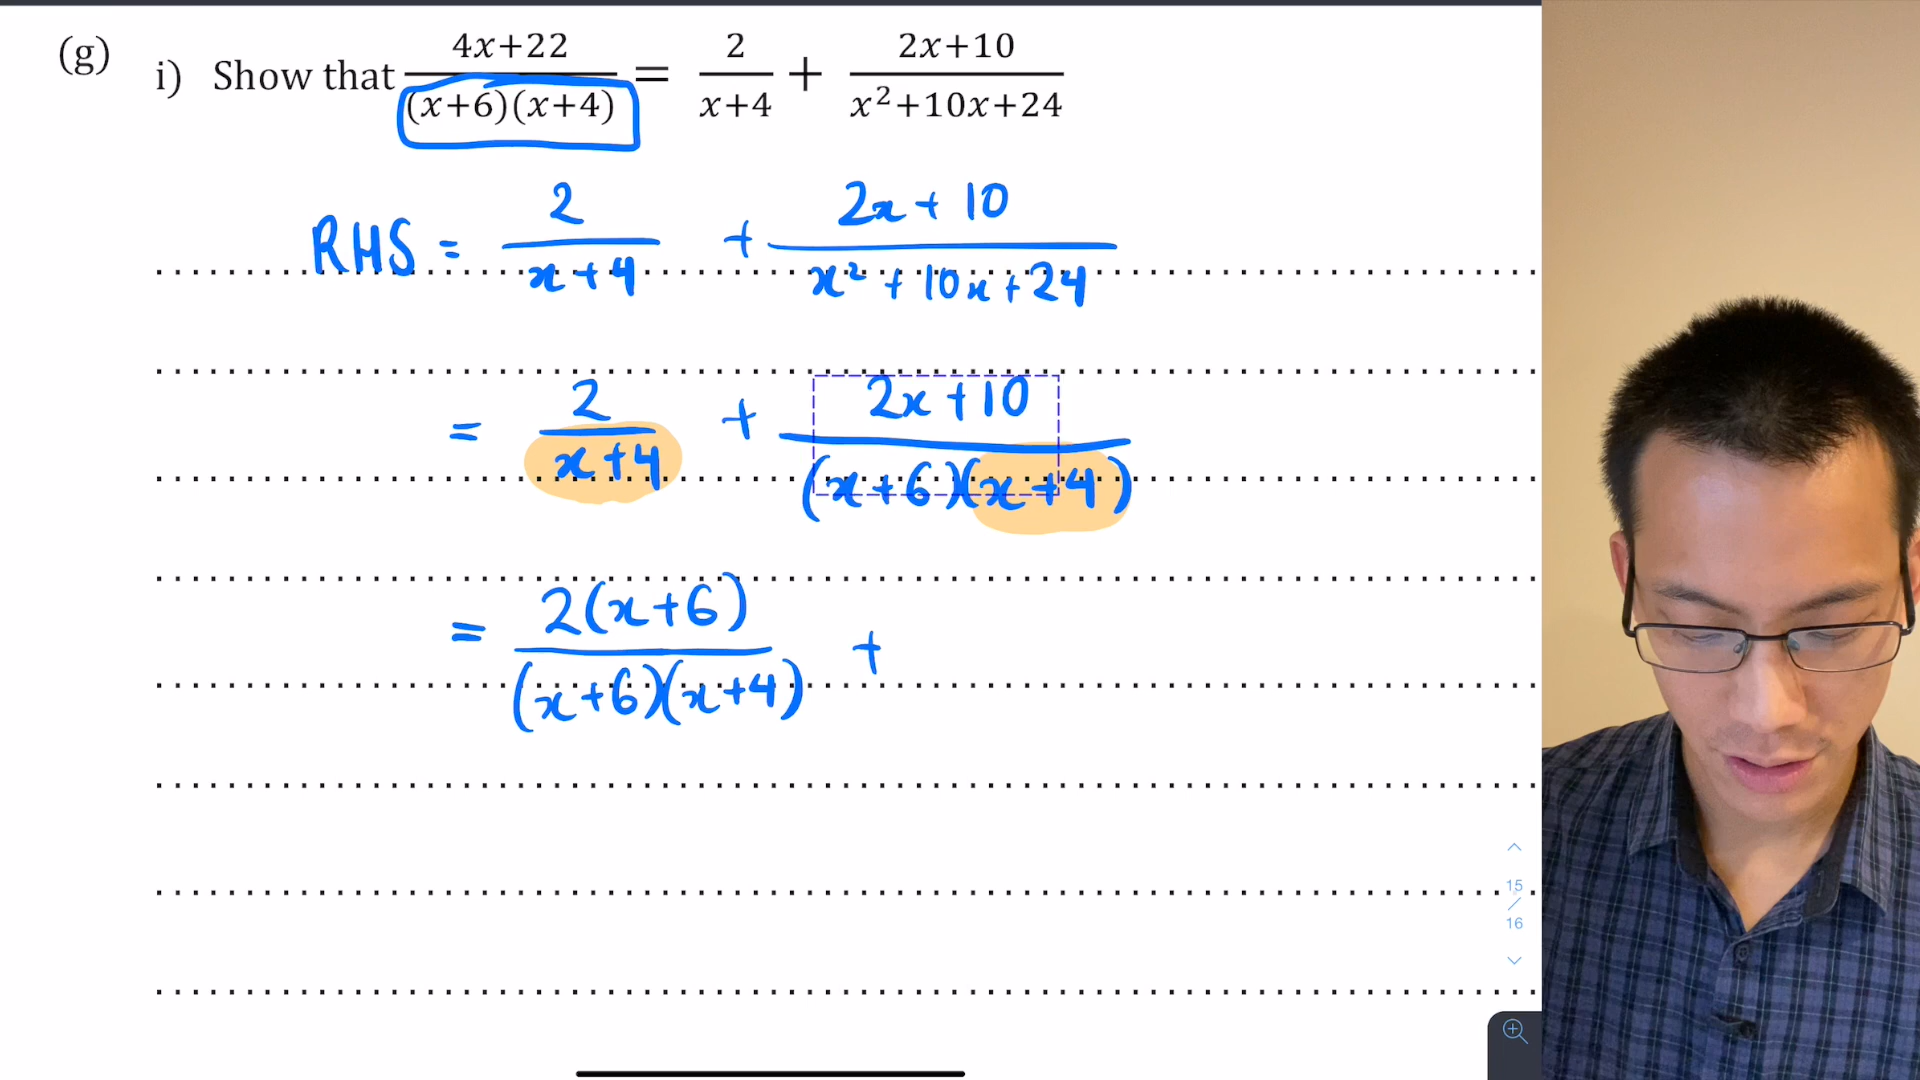 (g) i) Show that (4x+22)/((x+6)(x+4)) = 2/(x+4) + (2x+10)/(x²+10x+24)
RHS = 2/(x+4) + (2x+10)/(x²+10x+24)
= 2/(x+4) + (2x+10)/((x+6)(x+4))
= 2(x+6)/((x+6)(x+4)) +
15
/
16